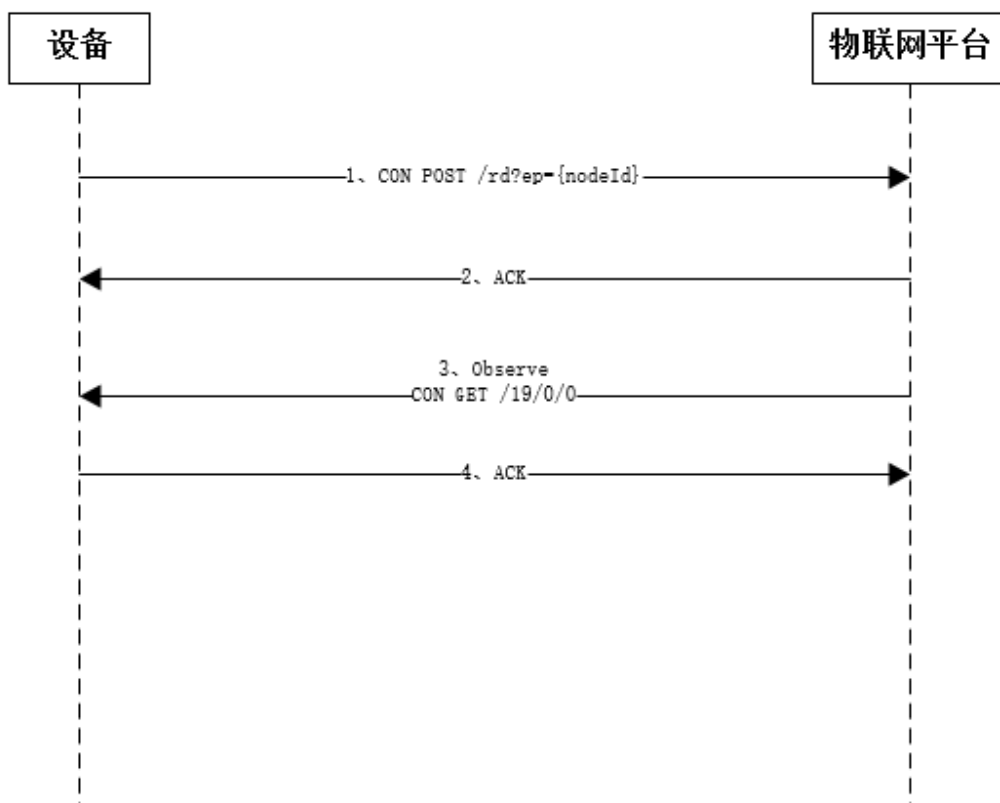 设备
物联网平台
1、CON POST /rd?ep={nodeId}
2、ACK
3、Observe
CON GET /19/0/0
4、ACK